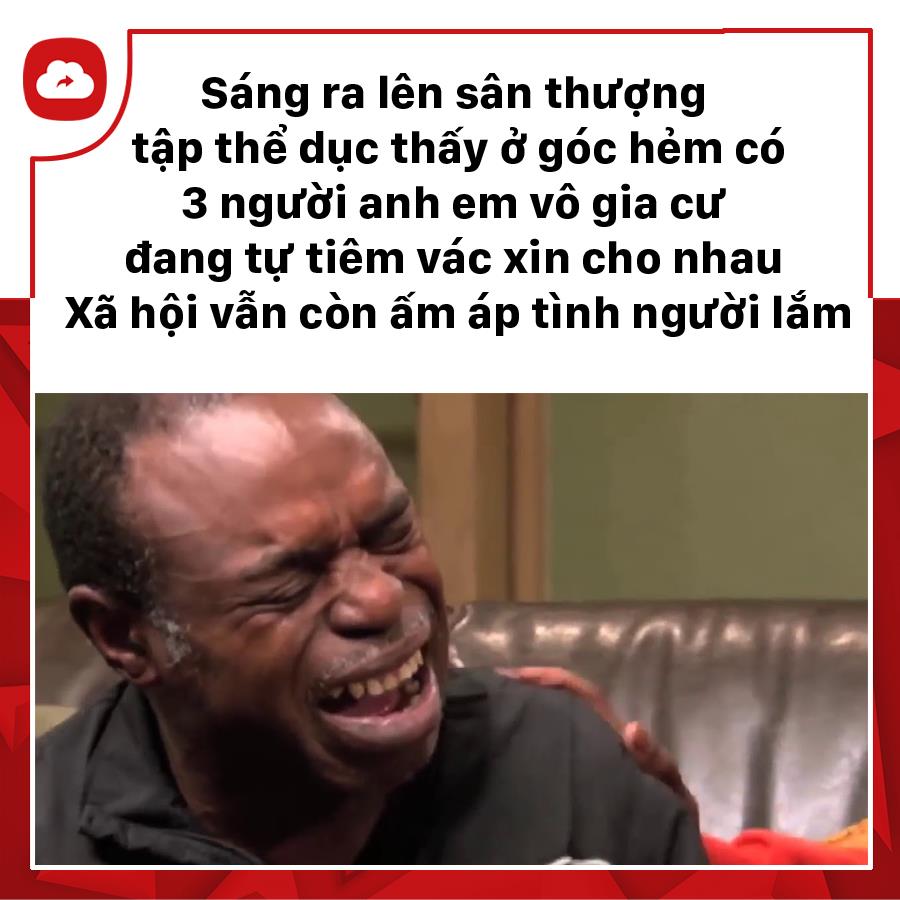 Sáng ra lên sân thượng
tập thể dục thấy ở góc hẻm có
3 người anh em vô gia cư
đang tự tiêm vác xin cho nhau
Xã hội vẫn còn ấm áp tình người lắm